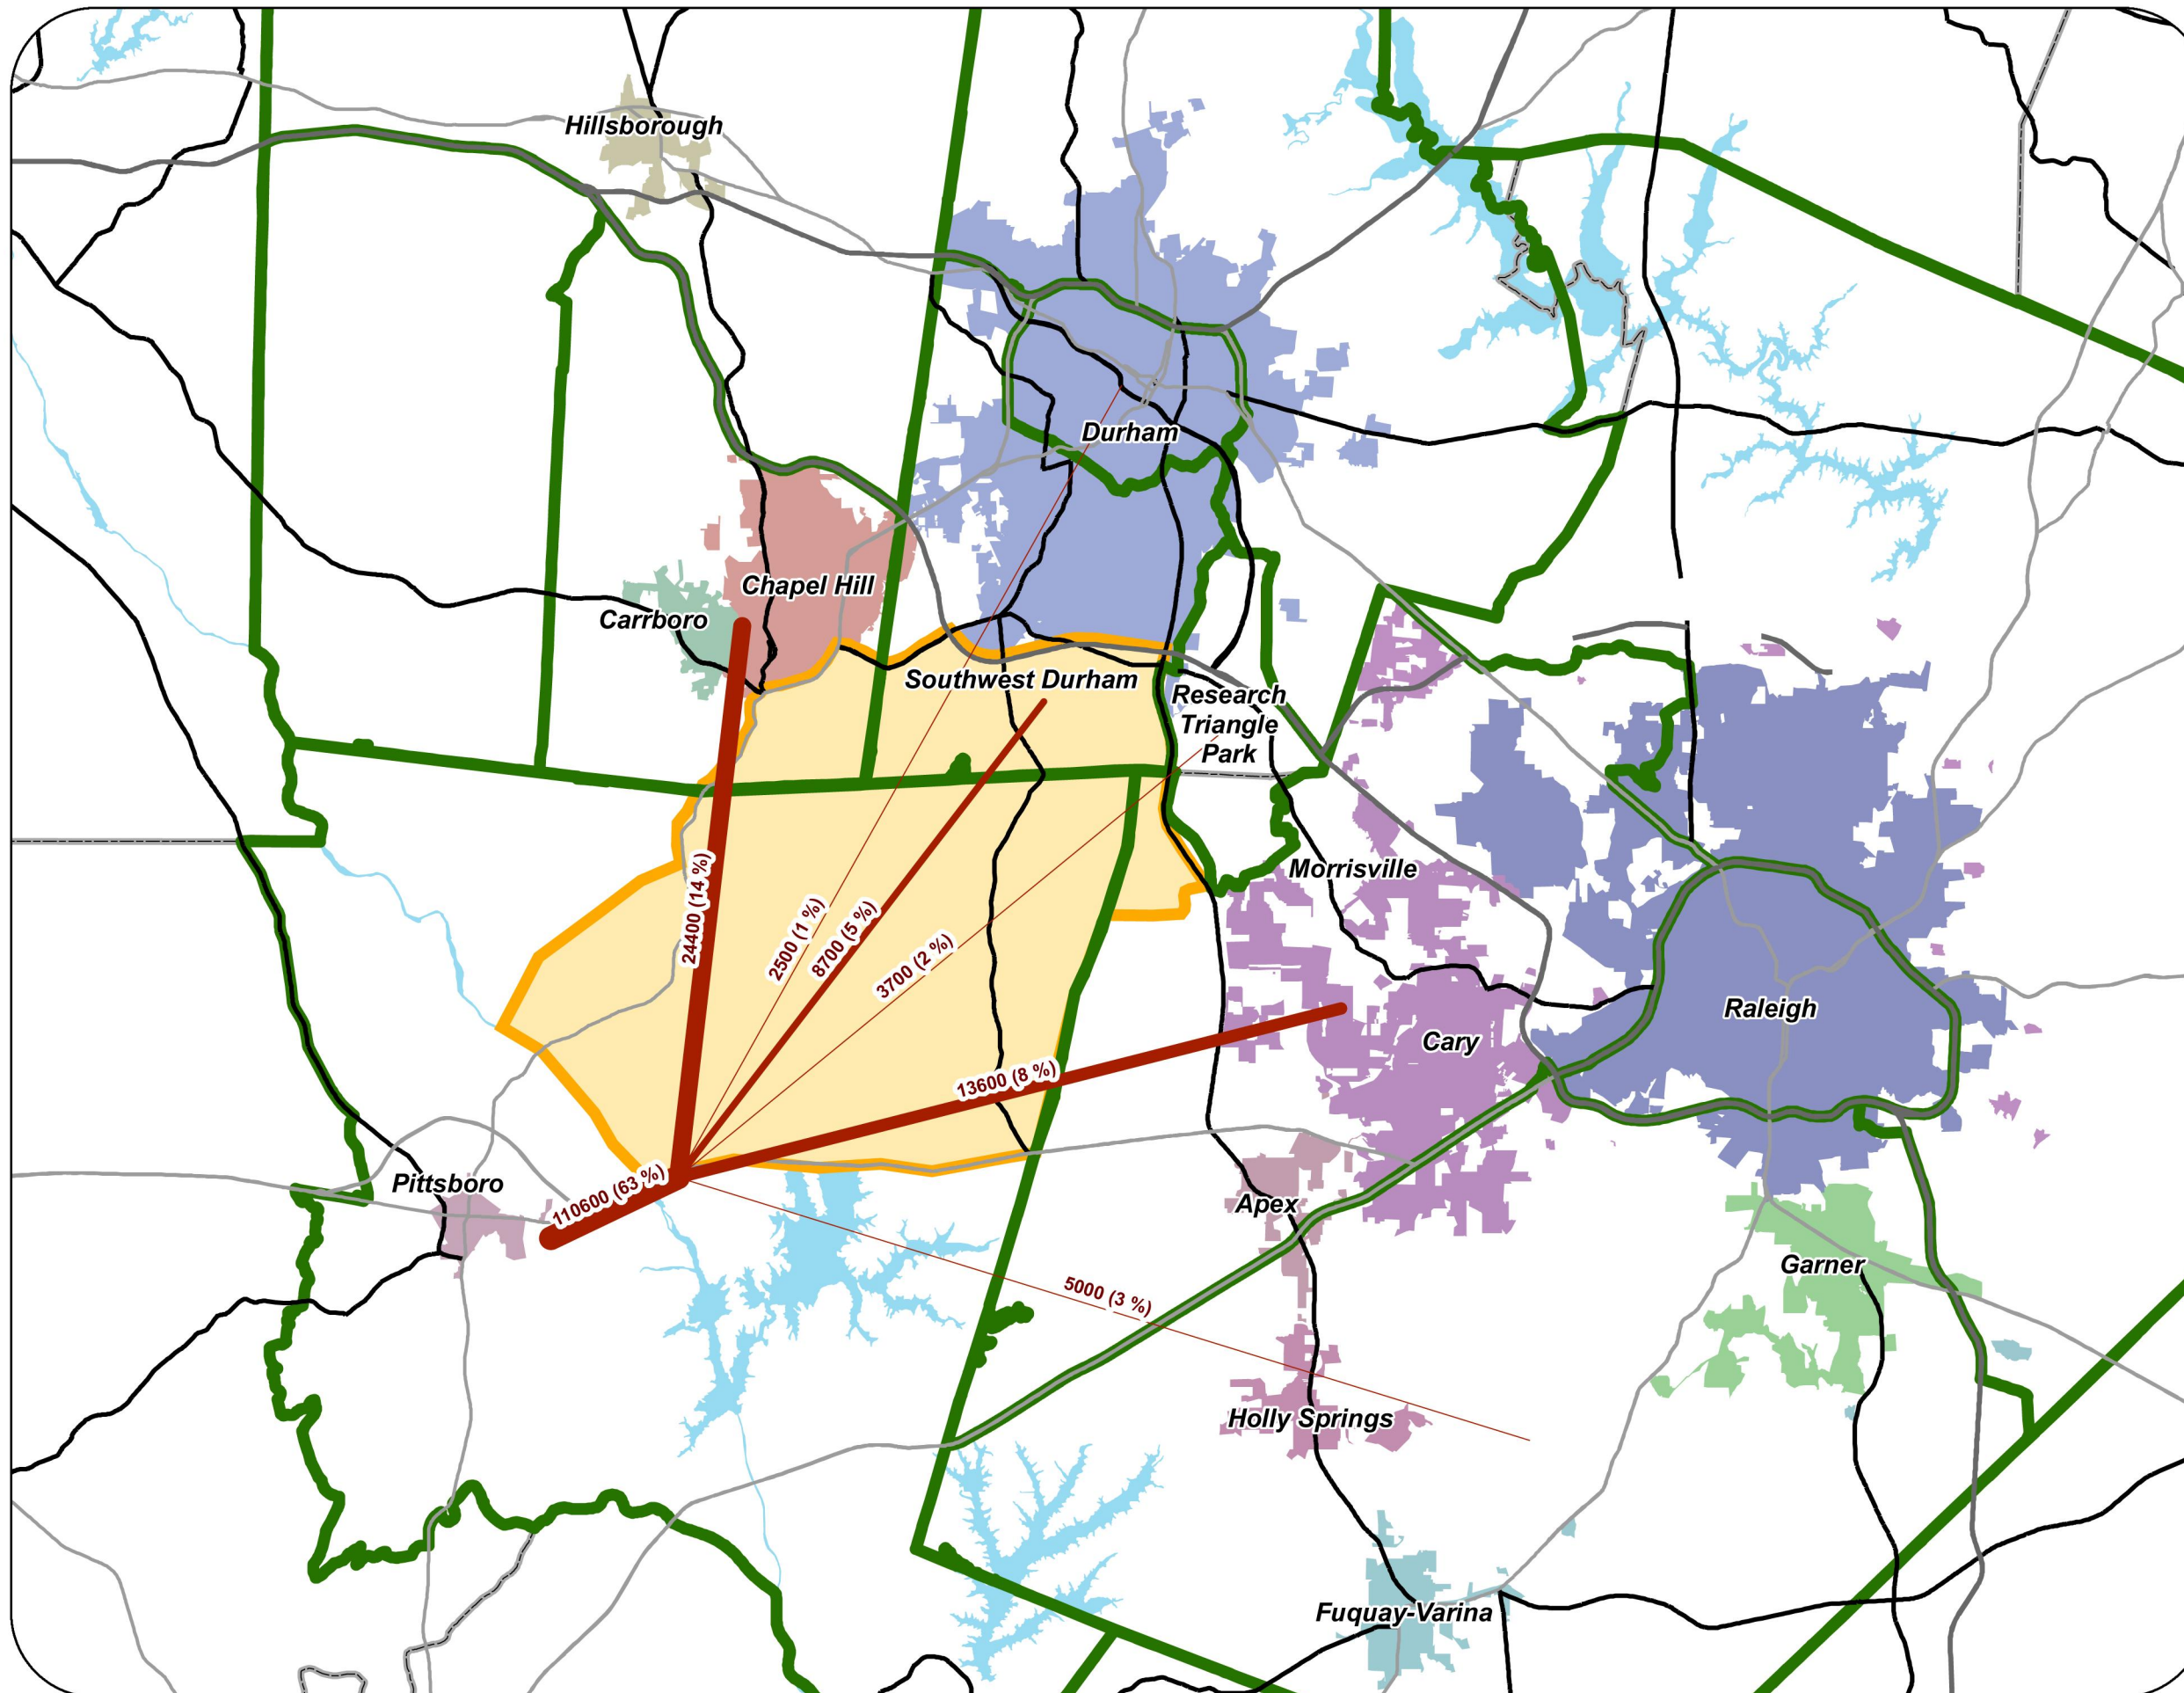 Hillsborough
Durham
Chapel Hill
Carrboro
Southwest Durham
Research
Triangle
Park
Morrisville
24400 (14 %)
2500 (1 %)
8700 (5 %)
3700 (2 %)
Raleigh
Cary
13600 (8 %)
Pittsboro
110600 (63 %)
Apex
Garner
5000 (3 %)
Holly Springs
Fuquay-Varina